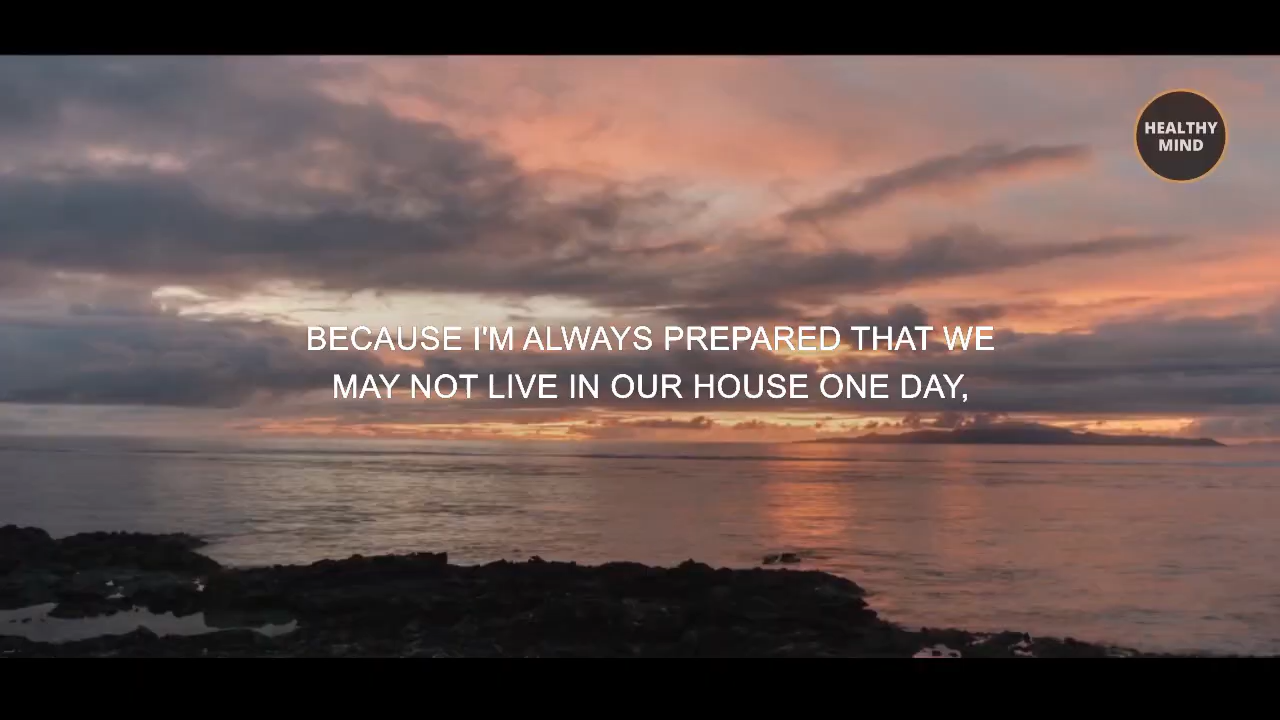 HEALTHY
MIND
BECAUSE I'M ALWAYS PREPARED THAT WE
MAY NOT LIVE IN OUR HOUSE ONE DAY,